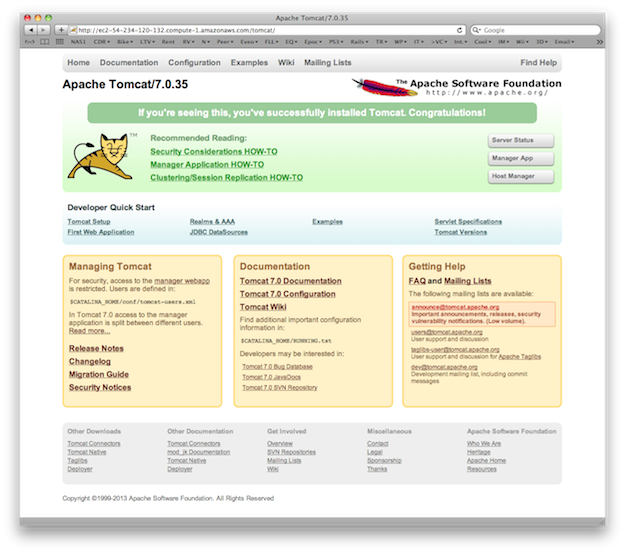 Apache Tomcat/7.0.35
http://ec2-54-234-120-132.compute-1.amazonaws.com/tomcat/
Google
NAS1 CDR▾ Bike▾ LTV▾ Rent RV▾ N▾ Peer▾ Ewe▾ Evo▾ FLL▾ EQ▾ Epoc▾ PS3▾ Rails▾ TR▾ WP▾ IT▾ >VC▾ Int.▾ Cool▾ IM▾ Wii▾ 3D▾ Email▾
Home Documentation Configuration Examples Wiki Mailing Lists Find Help
Apache Tomcat/7.0.35
The Apache Software Foundation
http://www.apache.org/
If you're seeing this, you've successfully installed Tomcat. Congratulations!
TM
Recommended Reading:
Security Considerations HOW-TO
Manager Application HOW-TO
Clustering/Session Replication HOW-TO
Server Status
Manager App
Host Manager
Developer Quick Start
Tomcat Setup Realms & AAA Examples Servlet Specifications
First Web Application JDBC DataSources Tomcat Versions
Managing Tomcat
For security, access to the manager webapp
is restricted. Users are defined in:
$CATALINA_HOME/conf/tomcat-users.xml
In Tomcat 7.0 access to the manager
application is split between different users.
Read more...
Release Notes
Changelog
Migration Guide
Security Notices
Documentation
Tomcat 7.0 Documentation
Tomcat 7.0 Configuration
Tomcat Wiki
Find additional important configuration
information in:
$CATALINA_HOME/RUNNING.txt
Developers may be interested in:
Tomcat 7.0 Bug Database
Tomcat 7.0 JavaDocs
Tomcat 7.0 SVN Repository
Getting Help
FAQ and Mailing Lists
The following mailing lists are available:
announce@tomcat.apache.org
Important announcements, releases, security
vulnerability notifications. (Low volume).
users@tomcat.apache.org
User support and discussion
taglibs-user@tomcat.apache.org
User support and discussion for Apache Taglibs
dev@tomcat.apache.org
Development mailing list, including commit
messages
Other Downloads
Tomcat Connectors
Tomcat Native
Taglibs
Deployer
Other Documentation
Tomcat Connectors
mod_jk Documentation
Tomcat Native
Deployer
Get Involved
Overview
SVN Repositories
Mailing Lists
Wiki
Miscellaneous
Contact
Legal
Sponsorship
Thanks
Apache Software Foundation
Who We Are
Heritage
Apache Home
Resources
Copyright ©1999-2013 Apache Software Foundation. All Rights Reserved